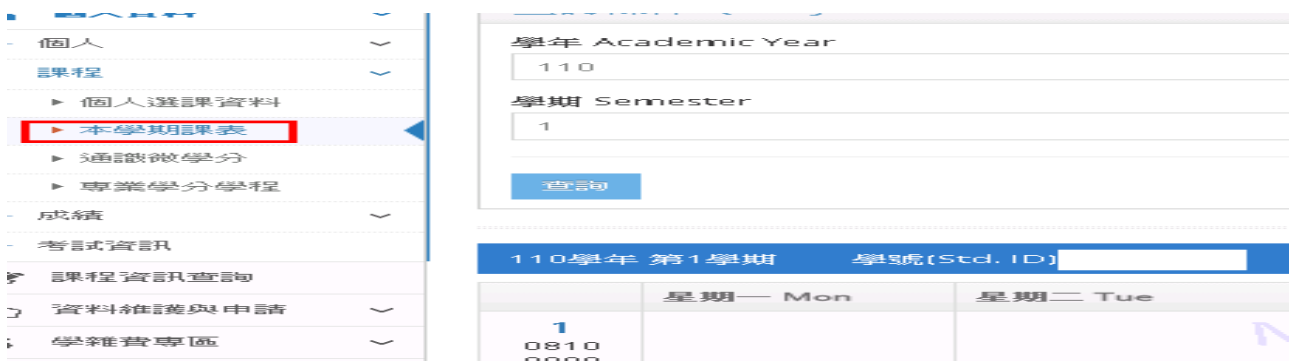 個人
課程
個人選課資料
本學期課表
通識微學分
專業學分學程
成績
考試資訊
課程資訊查詢
資料維護與申請
學雜費專區
學年 Academic Year
110
學期 Semester
1
查詢
110學年 第1學期 學號(Std. ID)
星期一 Mon 星期二 Tue
1
0810